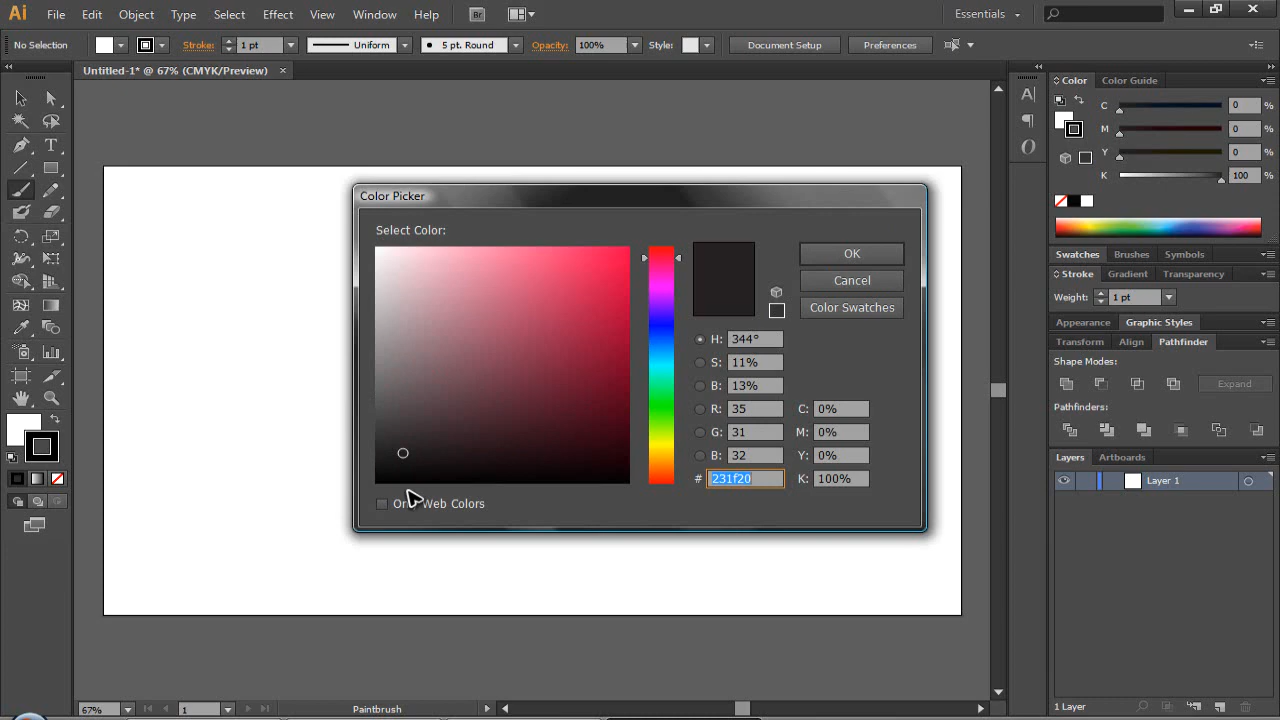 Ai File Edit Object Type Select Effect View Window Help Br Essentials
No Selection Stroke: 1 pt Uniform 5 pt. Round Opacity: 100% Style: Document Setup Preferences
Untitled-1* @ 67% (CMYK/Preview)
Color Color Guide
C 0 %
M 0 %
Y 0 %
K 100 %
Swatches Brushes Symbols
Stroke Gradient Transparency
Weight: 1 pt
Appearance Graphic Styles
Transform Align Pathfinder
Shape Modes:
Expand
Pathfinders:
Layers Artboards
Layer 1
1 Layer
Color Picker
Select Color:
OK
Cancel
Color Swatches
H: 344°
S: 11%
B: 13%
R: 35 C: 0%
G: 31 M: 0%
B: 32 Y: 0%
# 231f20 K: 100%
Web Colors
67% 1 Paintbrush